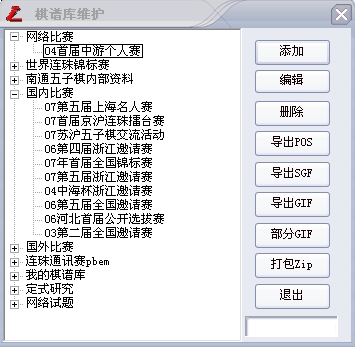 棋谱库维护
网络比赛
04首届中游个人赛
世界连珠锦标赛
南通五子棋内部资料
国内比赛
07第五届上海名人赛
07首届京沪连珠擂台赛
07苏沪五子棋交流活动
06第四届浙江邀请赛
07年首届全国锦标赛
07第五届浙江邀请赛
04中海杯浙江邀请赛
06第五届全国邀请赛
06河北首届公开选拔赛
03第二届全国邀请赛
国外比赛
连珠通讯赛pbem
我的棋谱库
定式研究
网络试题
添加
编辑
删除
导出POS
导出SGF
导出GIF
部分GIF
打包Zip
退出